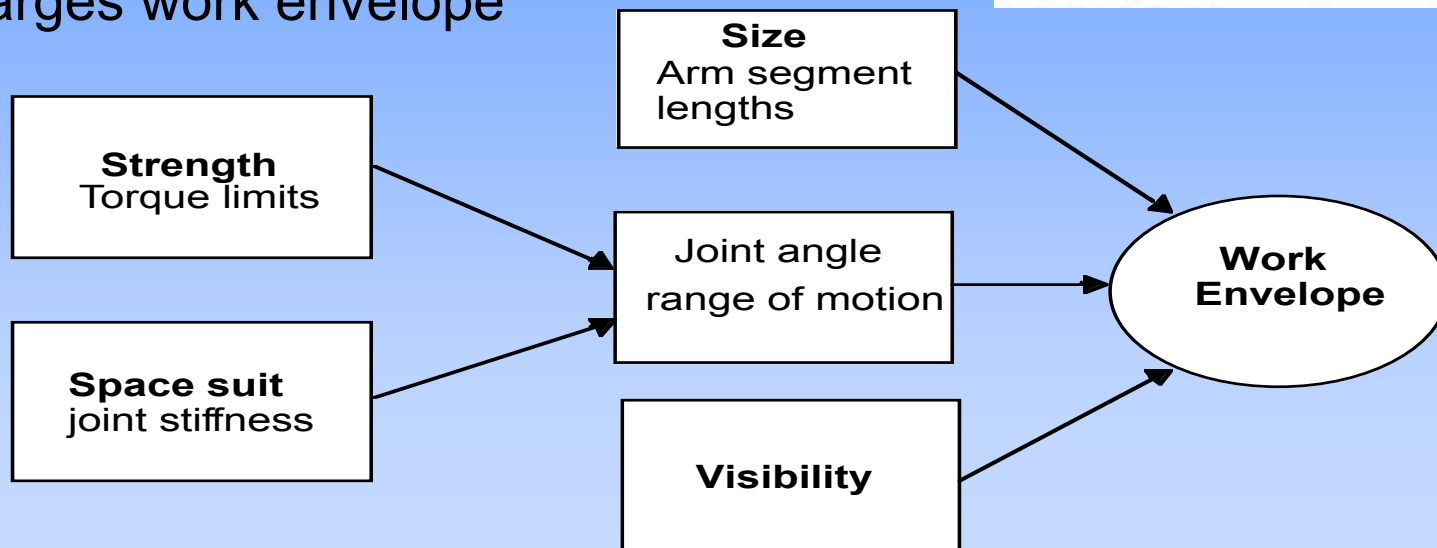 work envelope
Size
Arm segment
lengths
Strength
Torque limits
Joint angle
range of motion
Work
Envelope
Space suit
joint stiffness
Visibility